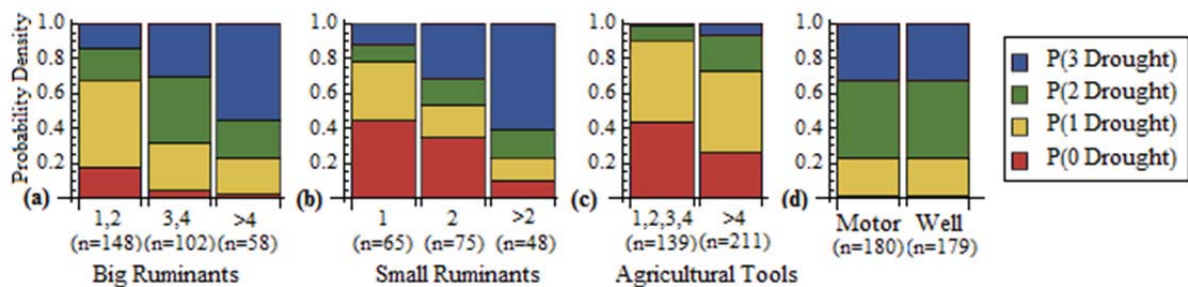 Probability Density
1.0
0.8
0.6
0.4
0.2
(a)
1,2
3,4
>4
(n=148)
(n=102)
(n=58)
Big Ruminants
1.0
0.8
0.6
0.4
0.2
(b)
1
2
>2
(n=65)
(n=75)
(n=48)
Small Ruminants
1.0
0.8
0.6
0.4
0.2
(c)
1,2,3,4
>4
(n=139)
(n=211)
Agricultural Tools
1.0
0.8
0.6
0.4
0.2
(d)
Motor
Well
(n=180)
(n=179)
P(3 Drought)
P(2 Drought)
P(1 Drought)
P(0 Drought)